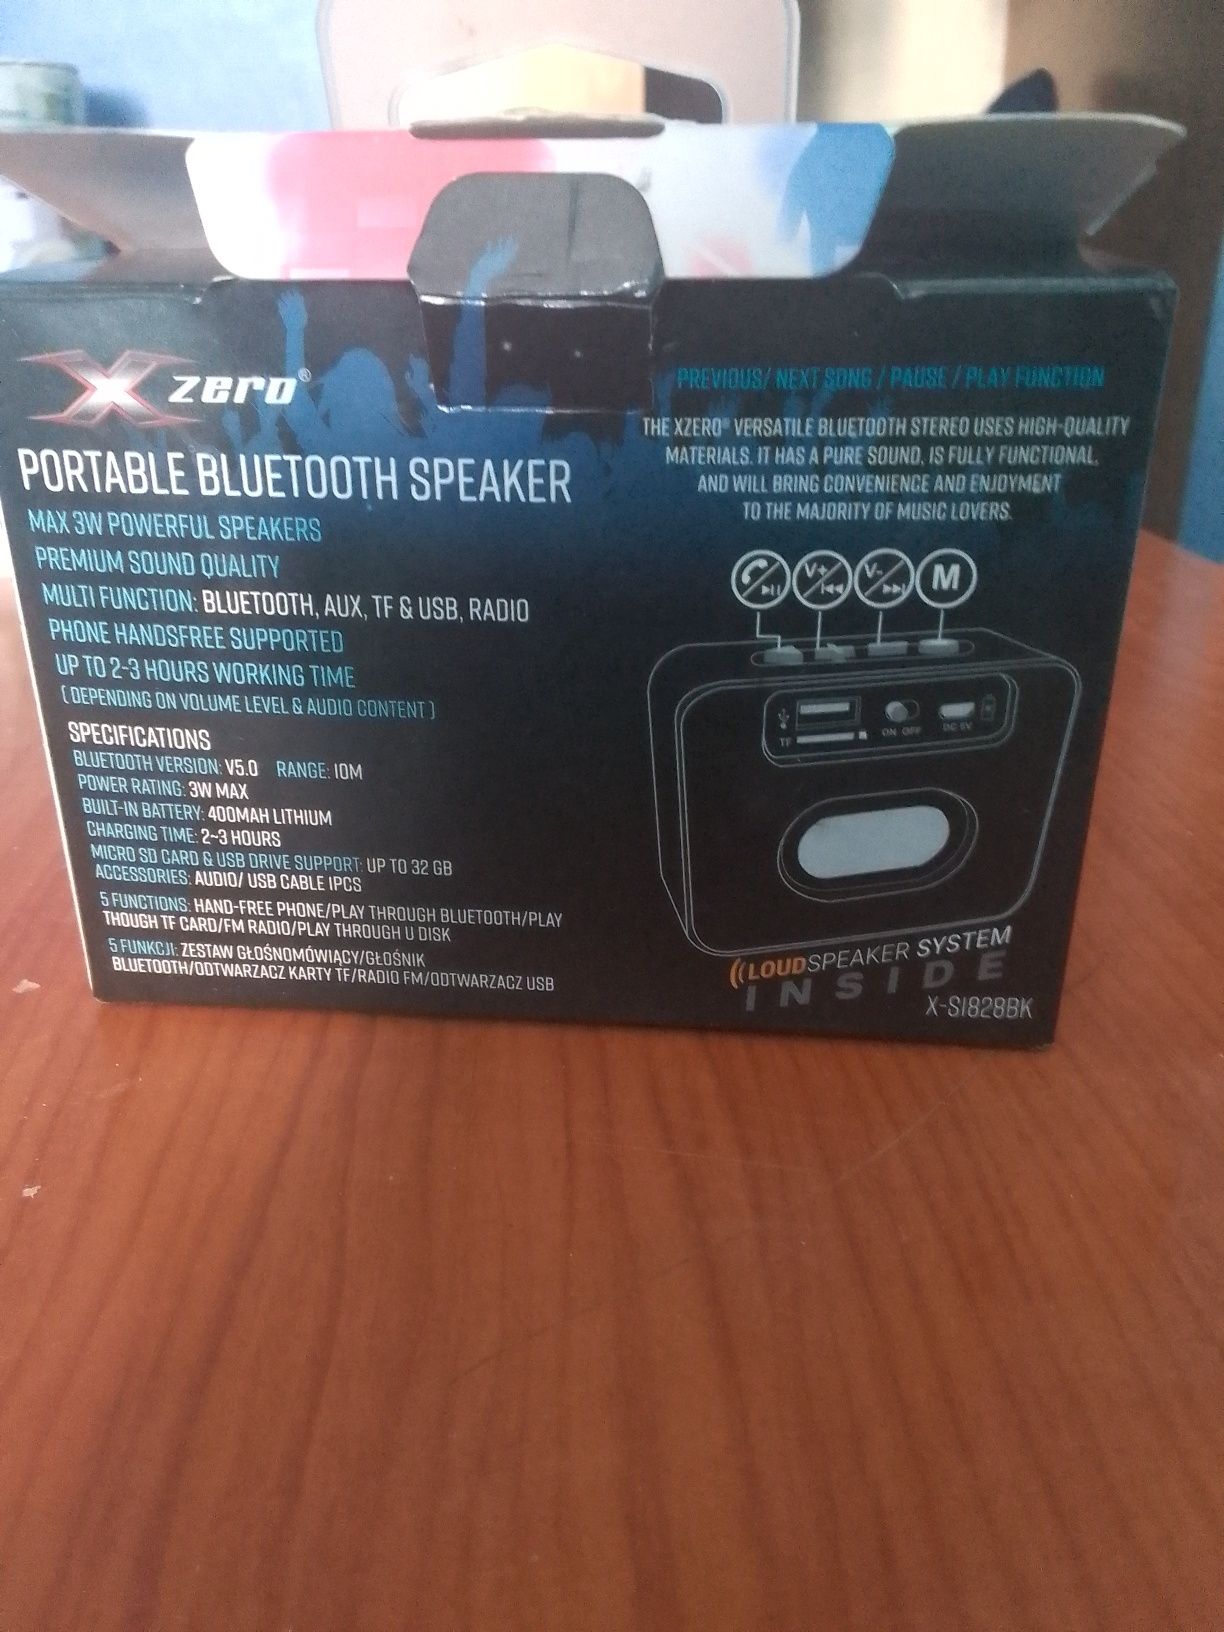 X zero®
PORTABLE BLUETOOTH SPEAKER
MAX 3W POWERFUL SPEAKERS
PREMIUM SOUND QUALITY
MULTI FUNCTION: BLUETOOTH, AUX, TF & USB, RADIO
PHONE HANDSFREE SUPPORTED
UP TO 2-3 HOURS WORKING TIME
( DEPENDING ON VOLUME LEVEL & AUDIO CONTENT )
SPECIFICATIONS
BLUETOOTH VERSION: V5.0 RANGE: 10M
POWER RATING: 3W MAX
BUILT-IN BATTERY: 400MAH LITHIUM
CHARGING TIME: 2~3 HOURS
MICRO SD CARD & USB DRIVE SUPPORT: UP TO 32 GB
ACCESSORIES: AUDIO/ USB CABLE 1PCS
5 FUNCTIONS: HAND-FREE PHONE/PLAY THROUGH BLUETOOTH/PLAY
THOUGH TF CARD/FM RADIO/PLAY THROUGH U DISK
5 FUNKCJI: ZESTAW GŁOŚNOMÓWIĄCY/GŁOŚNIK
BLUETOOTH/ODTWARZACZ KARTY TF/RADIO FM/ODTWARZACZ USB
PREVIOUS/ NEXT SONG / PAUSE / PLAY FUNCTION
THE XZERO® VERSATILE BLUETOOTH STEREO USES HIGH-QUALITY
MATERIALS. IT HAS A PURE SOUND, IS FULLY FUNCTIONAL,
AND WILL BRING CONVENIENCE AND ENJOYMENT
TO THE MAJORITY OF MUSIC LOVERS.
V+ V- M
TF ON OFF DC 5V
LOUDSPEAKER SYSTEM
INSIDE
X-S1828BK